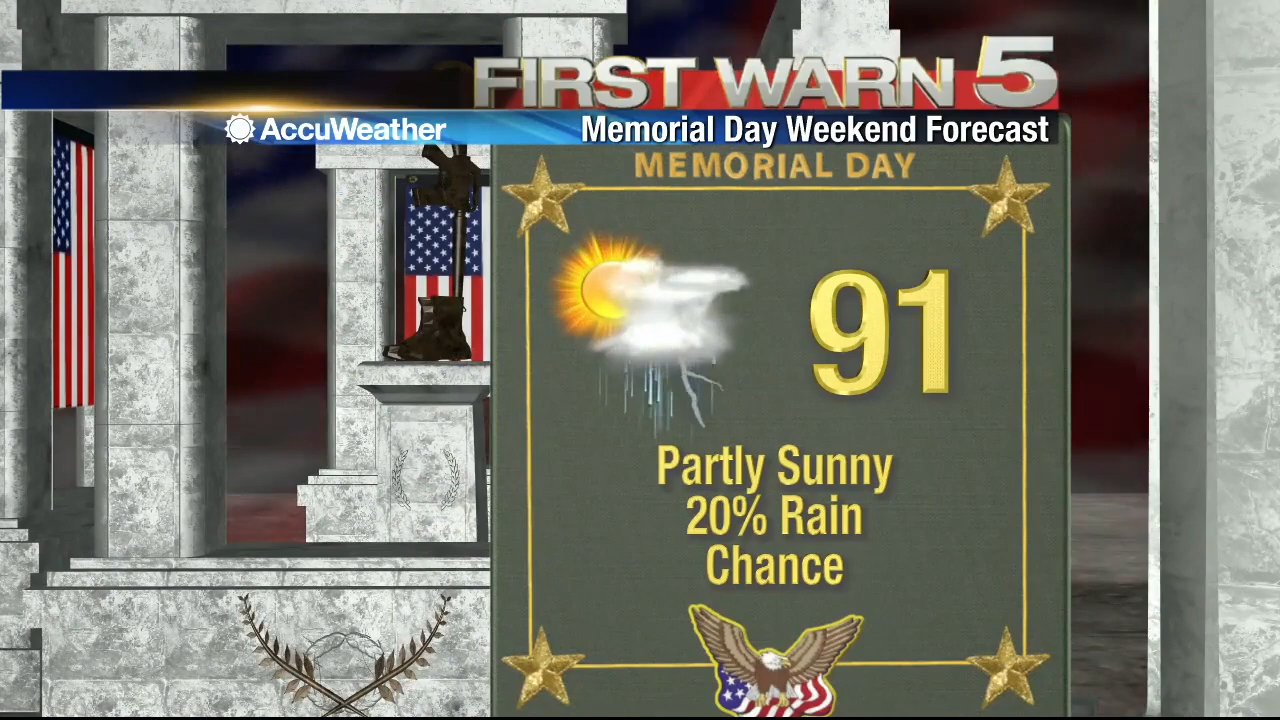 FIRST WARN 5
AccuWeather
Memorial Day Weekend Forecast
MEMORIAL DAY
91
Partly Sunny
20% Rain
Chance